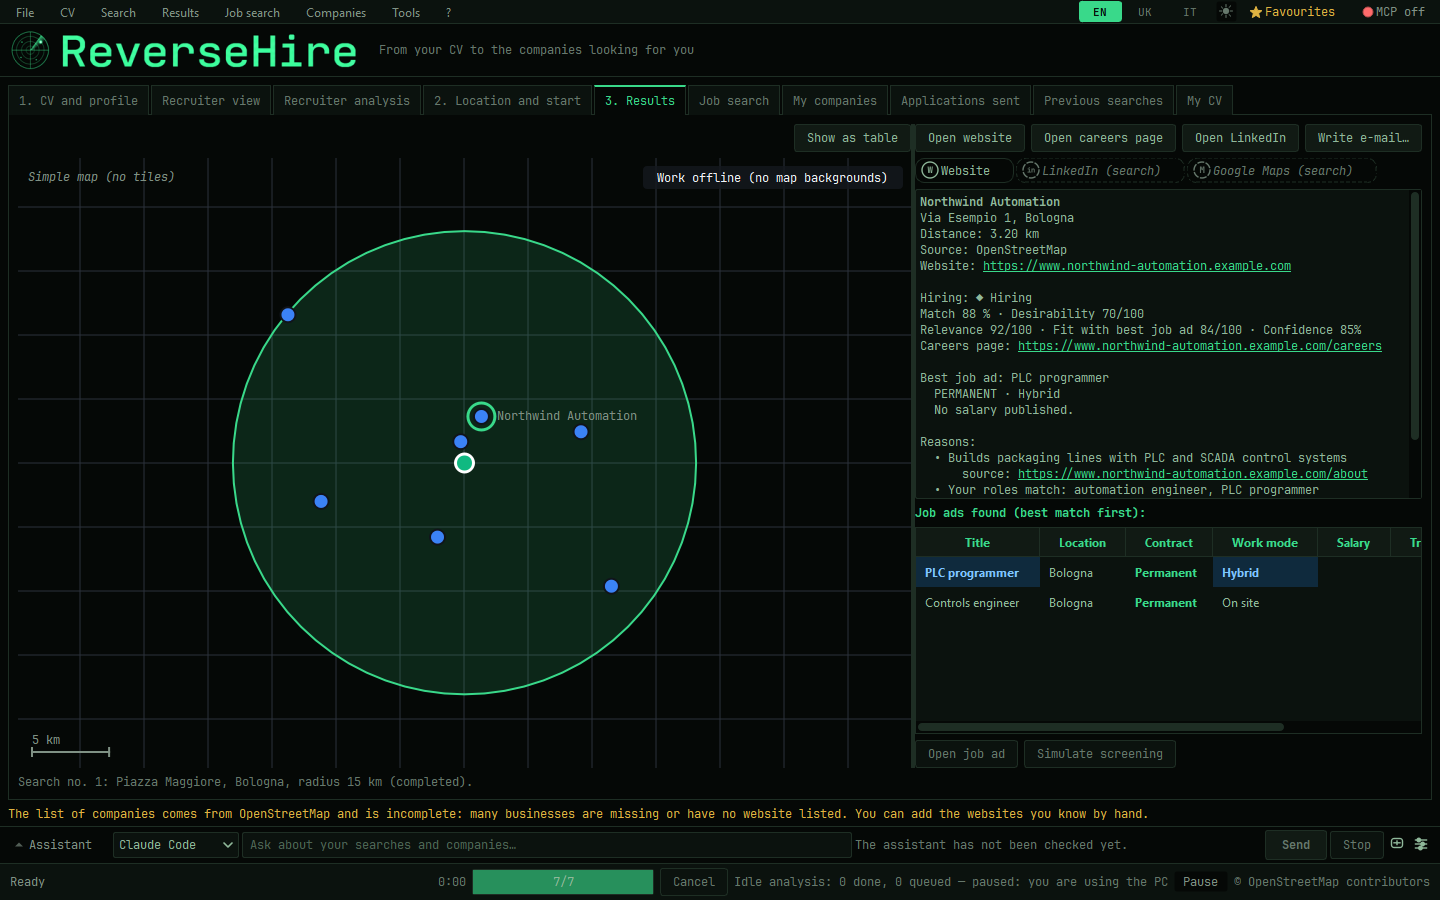 File CV Search Results Job search Companies Tools ?
EN UK IT Favourites MCP off
ReverseHire From your CV to the companies looking for you
1. CV and profile Recruiter view Recruiter analysis 2. Location and start 3. Results Job search My companies Applications sent Previous searches My CV
Show as table Open website Open careers page Open LinkedIn Write e-mail…
Simple map (no tiles)
Work offline (no map backgrounds)
W Website in LinkedIn (search) M Google Maps (search)
Northwind Automation
Via Esempio 1, Bologna
Distance: 3.20 km
Source: OpenStreetMap
Website: https://www.northwind-automation.example.com
Hiring: ◆ Hiring
Match 88 % · Desirability 70/100
Relevance 92/100 · Fit with best job ad 84/100 · Confidence 85%
Careers page: https://www.northwind-automation.example.com/careers
Best job ad: PLC programmer
PERMANENT · Hybrid
No salary published.
Reasons:
• Builds packaging lines with PLC and SCADA control systems
source: https://www.northwind-automation.example.com/about
• Your roles match: automation engineer, PLC programmer
Northwind Automation
Job ads found (best match first):
Title Location Contract Work mode Salary Tr
PLC programmer Bologna Permanent Hybrid
Controls engineer Bologna Permanent On site
5 km
Open job ad Simulate screening
Search no. 1: Piazza Maggiore, Bologna, radius 15 km (completed).
The list of companies comes from OpenStreetMap and is incomplete: many businesses are missing or have no website listed. You can add the websites you know by hand.
Assistant Claude Code Ask about your searches and companies… The assistant has not been checked yet. Send Stop
Ready 0:00 7/7 Cancel Idle analysis: 0 done, 0 queued — paused: you are using the PC Pause © OpenStreetMap contributors